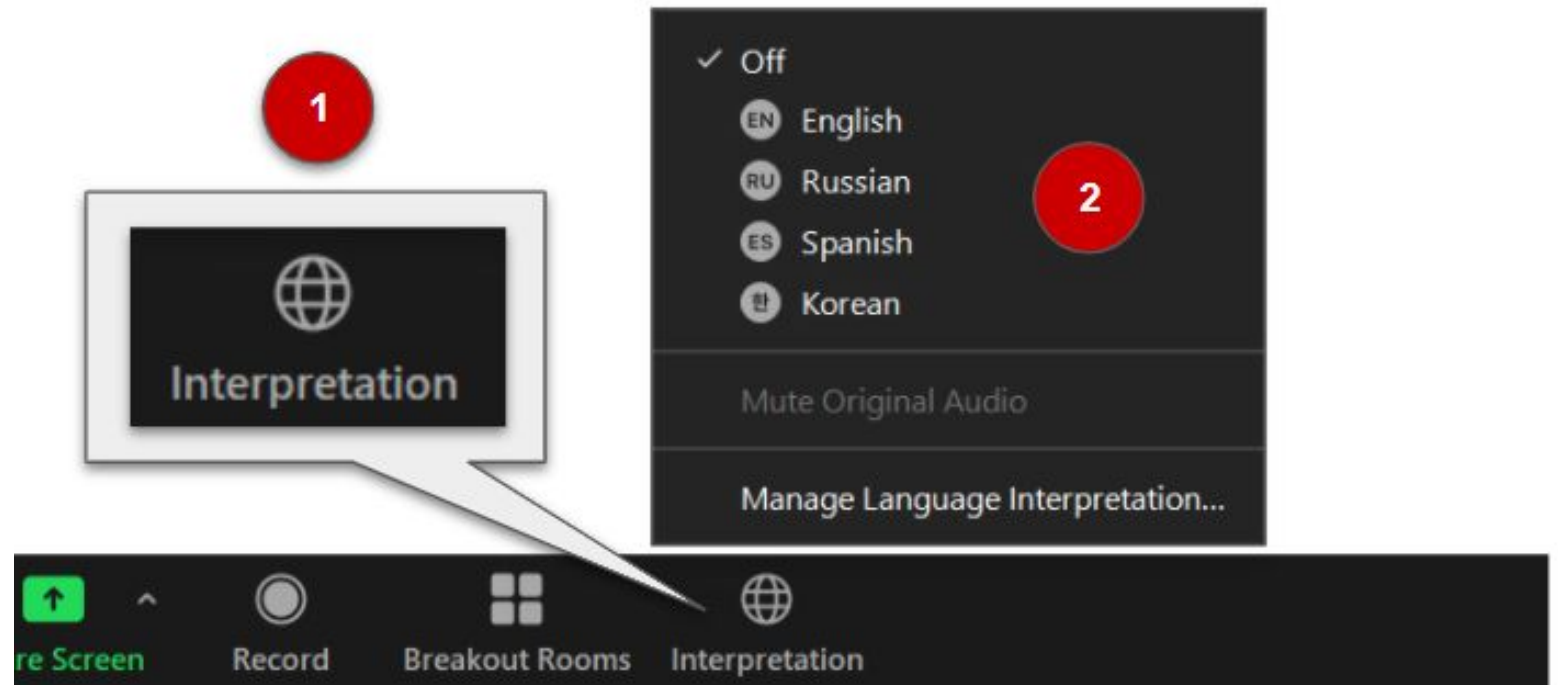 1
Interpretation
✓ Off
EN English
RU Russian
ES Spanish
한 Korean
2
Mute Original Audio
Manage Language Interpretation...
re Screen
Record
Breakout Rooms
Interpretation